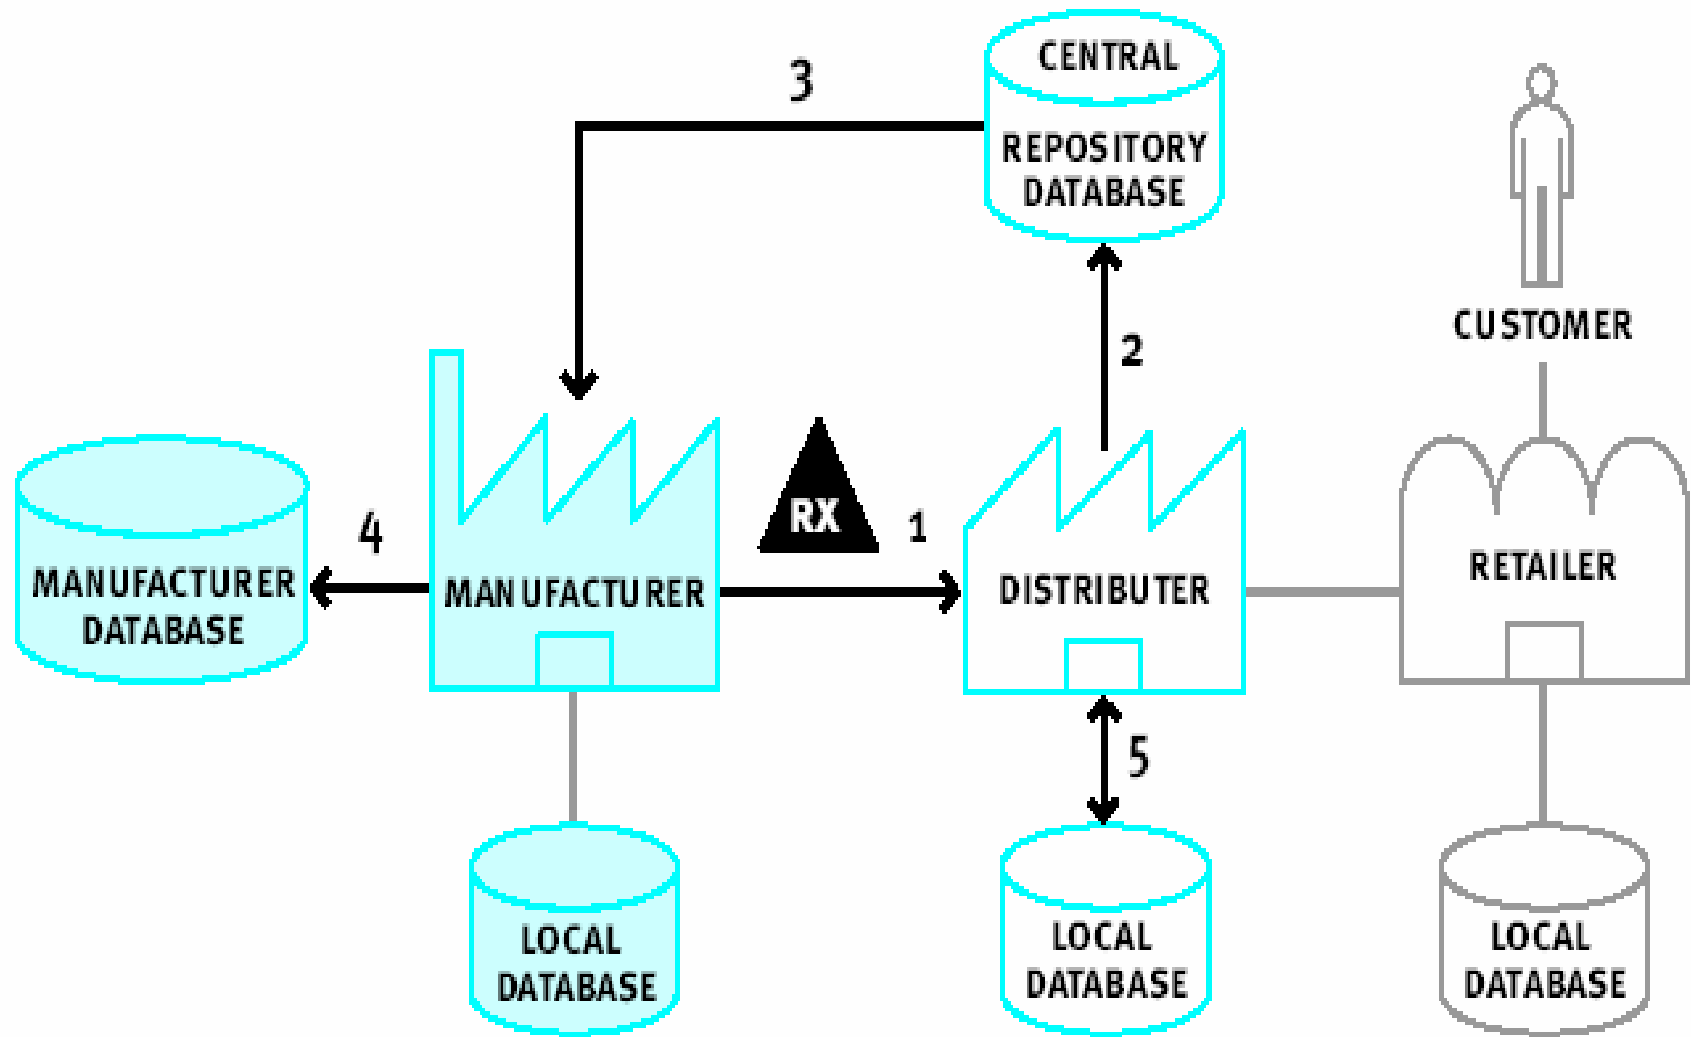 CENTRAL
REPOSITORY
DATABASE
3
CUSTOMER
2
RX
1
4
MANUFACTURER
DATABASE
MANUFACTURER
DISTRIBUTER
RETAILER
5
LOCAL
DATABASE
LOCAL
DATABASE
LOCAL
DATABASE